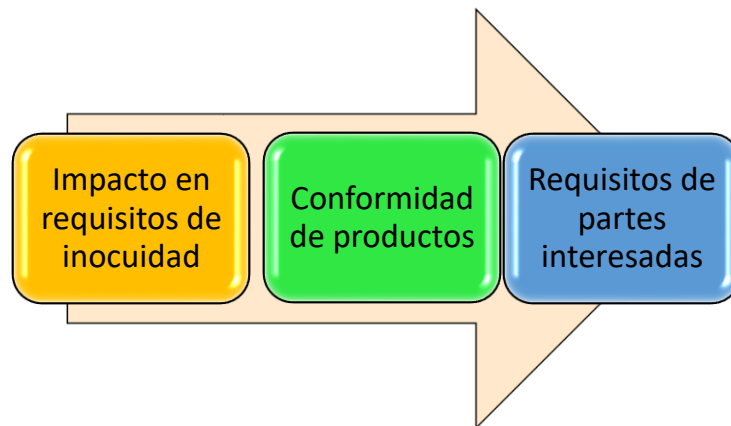 Impacto en
requisitos de
inocuidad
Conformidad
de productos
Requisitos de
partes
interesadas